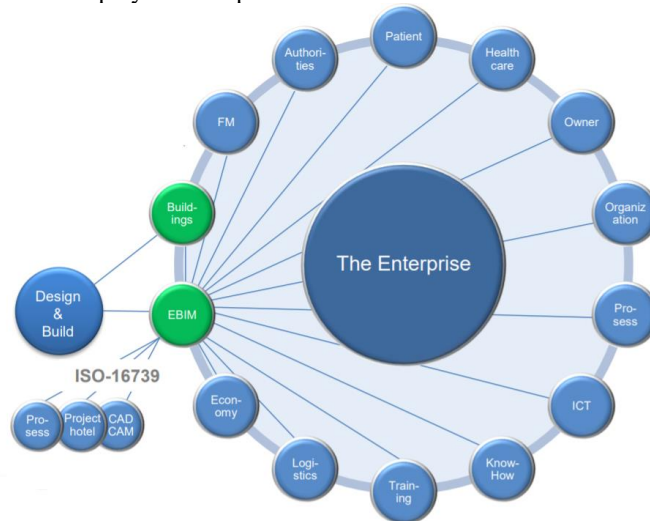 Patient
Authori-
ties
Health
care
FM
Owner
Build-
ings
Organiz
ation
The Enterprise
Design
&
Build
EBIM
Pro-
sess
ISO-16739
Econ-
omy
ICT
Pro-
sess
Project
hotel
CAD
CAM
Logi-
stics
Know-
How
Train-
ing